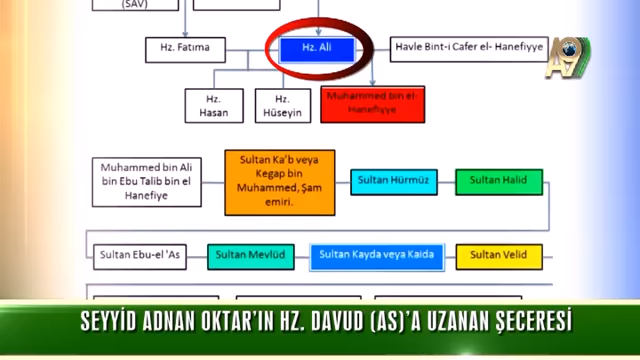 (SAV)
Hz. Fatıma
Hz. Ali
Havle Bint-i Cafer el- Hanefiyye
A9
Hz.
Hasan
Hz.
Hüseyin
Muhammed bin el-
Hanefiyye
Muhammed bin Ali
bin Ebu Talib bin el
Hanefiye
Sultan Ka'b veya
Kegap bin
Muhammed, Şam
emiri.
Sultan Hürmüz
Sultan Halid
Sultan Ebu-el 'As
Sultan Mevlüd
Sultan Kayda veya Kaida
Sultan Velid
SEYYİD ADNAN OKTAR'IN HZ. DAVUD (AS)'A UZANAN ŞECERESİ